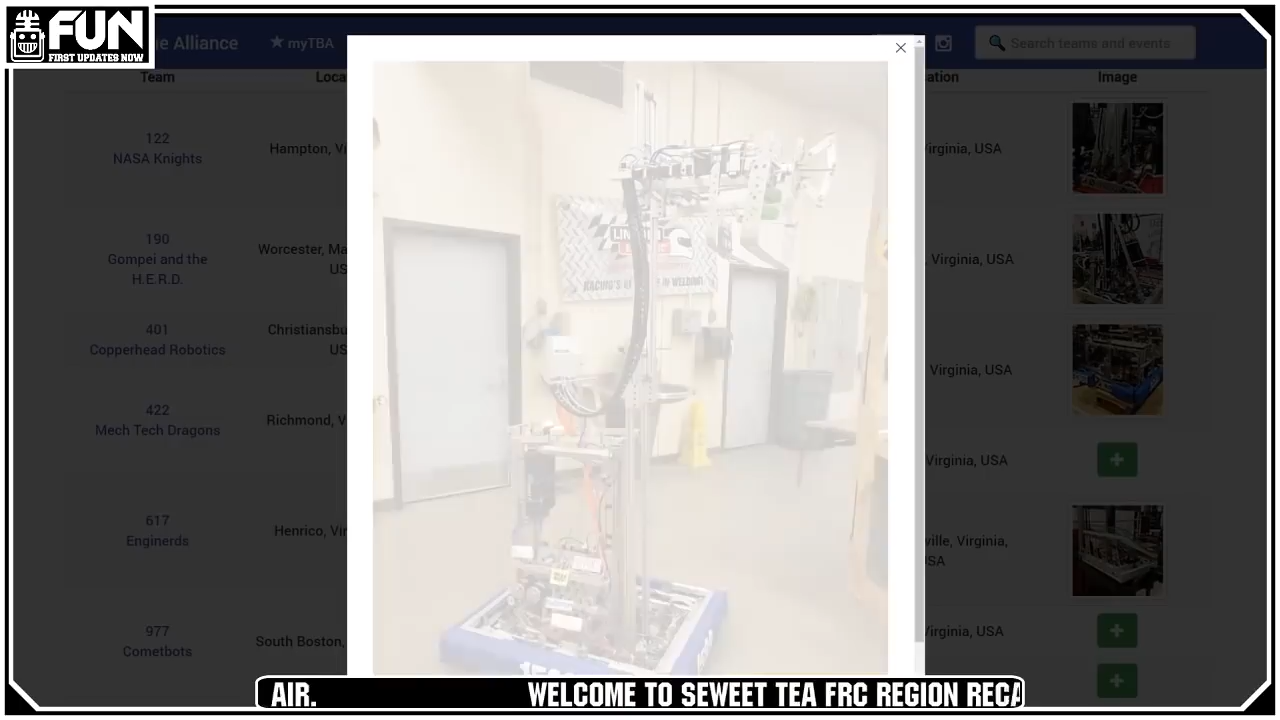 FUN
FIRST UPDATES NOW
e Alliance
myTBA
Search teams and events
Team
Loca
ation
Image
122
NASA Knights
Hampton, Vi
irginia, USA
190
Gompei and the
H.E.R.D.
Worcester, Ma
US
, Virginia, USA
401
Copperhead Robotics
Christiansbu
US
Virginia, USA
422
Mech Tech Dragons
Richmond, V
Virginia, USA
617
Enginerds
Henrico, Vir
ville, Virginia,
SA
977
Cometbots
South Boston,
Virginia, USA
AIR.
WELCOME TO SEWEET TEA FRC REGION RECA